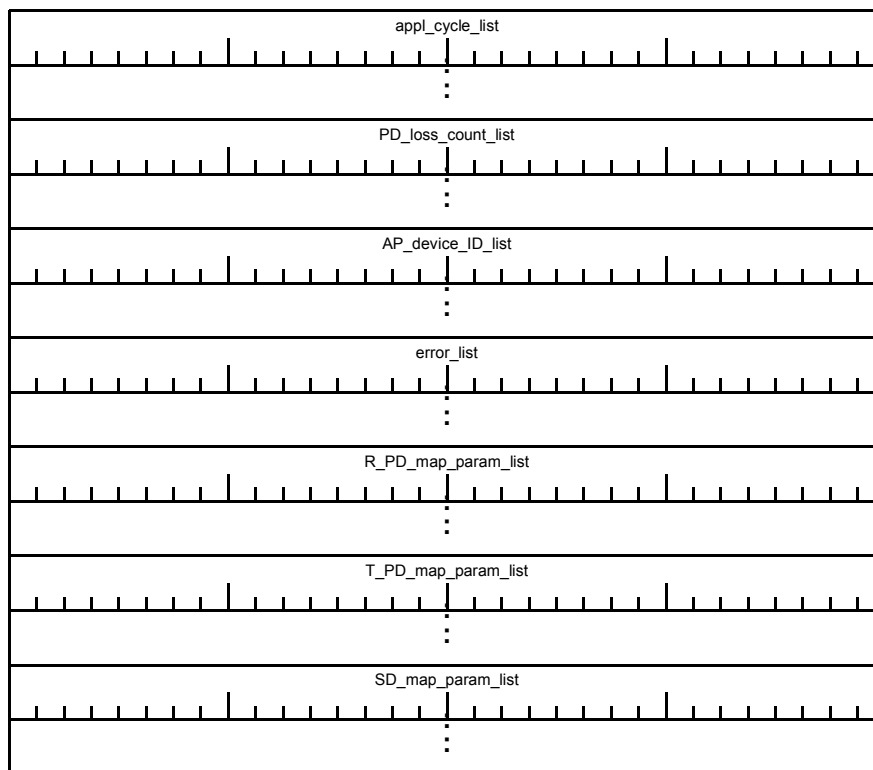 appl_cycle_list
PD_loss_count_list
AP_device_ID_list
error_list
R_PD_map_param_list
T_PD_map_param_list
SD_map_param_list